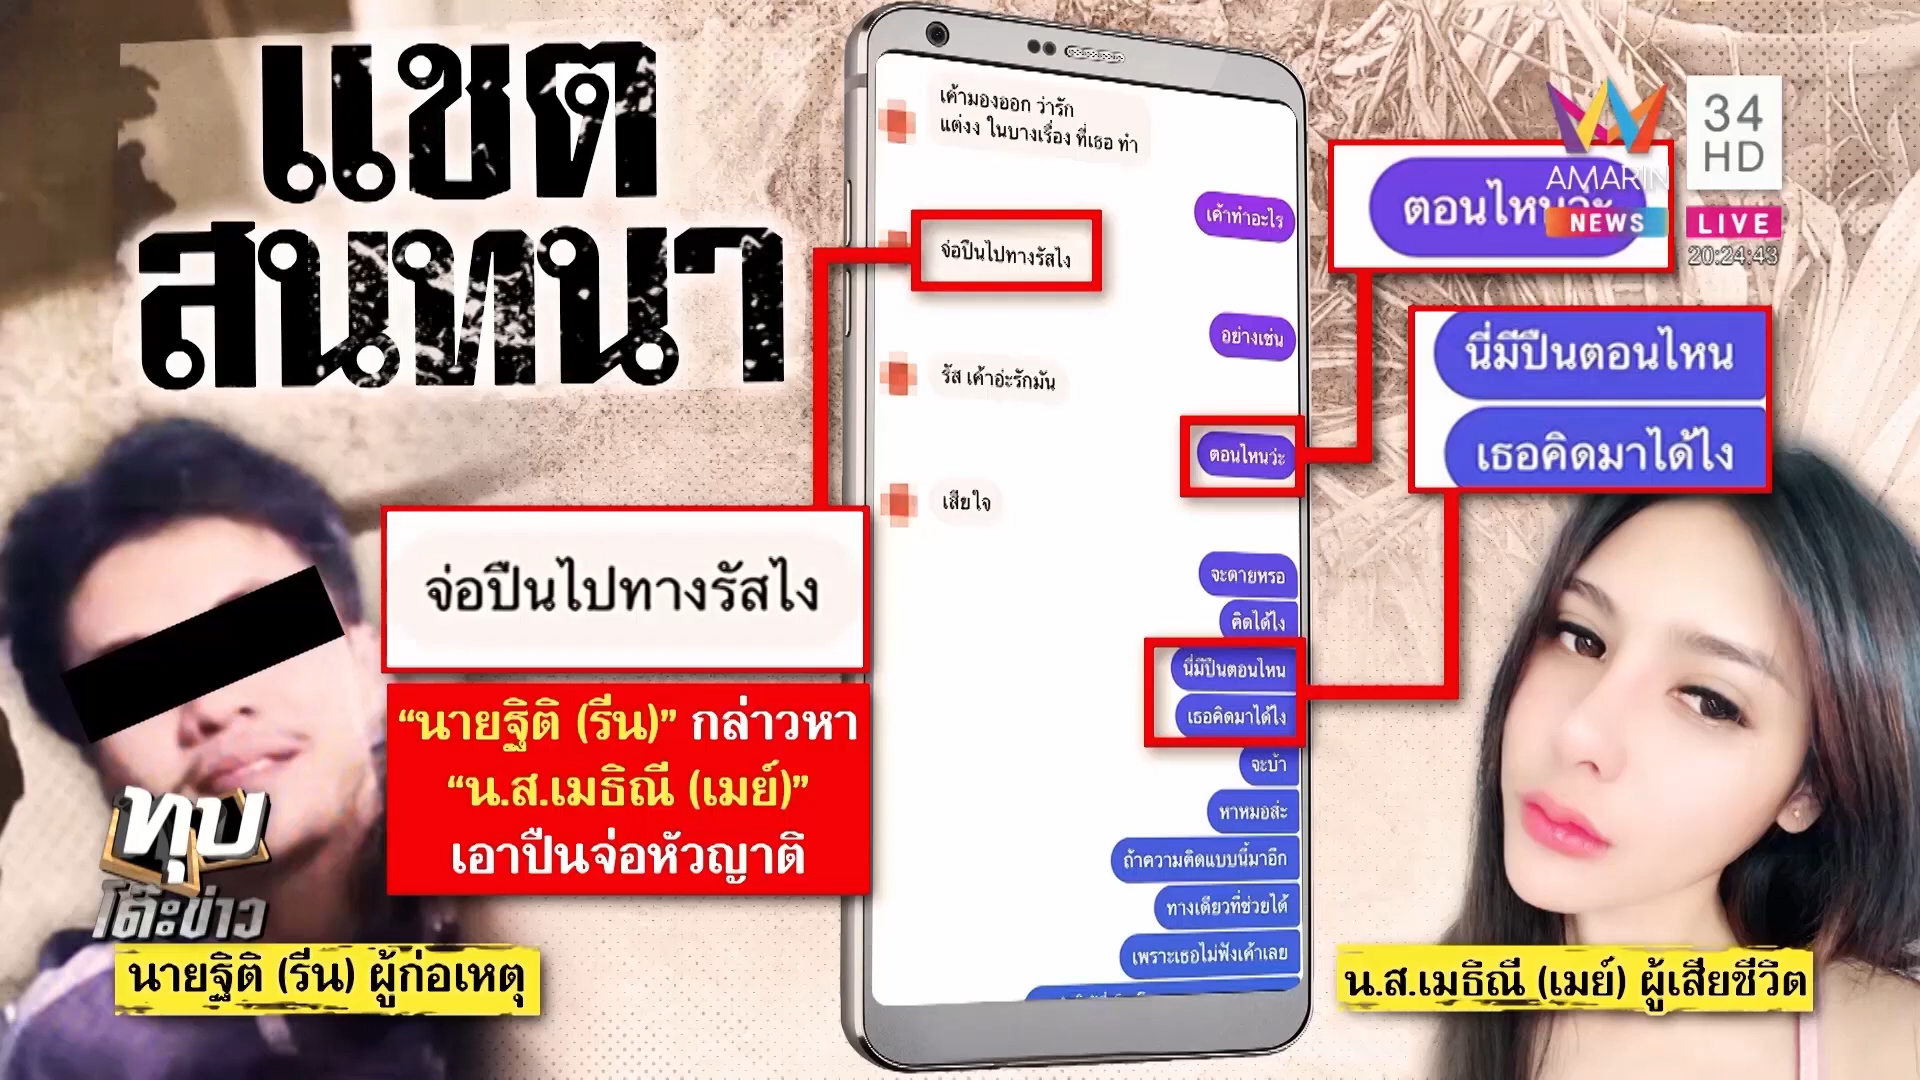 แชต
สนทนา
เค้ามองออก ว่ารัก
แต่งง ในบางเรื่อง ที่เธอ ทำ
เค้าทำอะไร
จ่อปืนไปทางรัสไง
อย่างเช่น
รัส เค้าอ่ะรักมัน
ตอนไหนว่ะ
เสียใจ
จะตายหรอ
คิดได้ไง
นี่มีปืนตอนไหน
เธอคิดมาได้ไง
จะบ้า
หาหมอส่ะ
ถ้าความคิดแบบนี้มาอีก
ทางเดียวที่ช่วยได้
เพราะเธอไม่ฟังเค้าเลย
จ่อปืนไปทางรัสไง
“นายฐิติ (รีน)” กล่าวหา
“น.ส.เมธิณี (เมย์)”
เอาปืนจ่อหัวญาติ
ตอนไหนว่ะ
นี่มีปืนตอนไหน
เธอคิดมาได้ไง
AMARIN
NEWS
34
HD
LIVE
20:24:43
ทุบ
โต๊ะข่าว
นายฐิติ (รีน) ผู้ก่อเหตุ
น.ส.เมธิณี (เมย์) ผู้เสียชีวิต